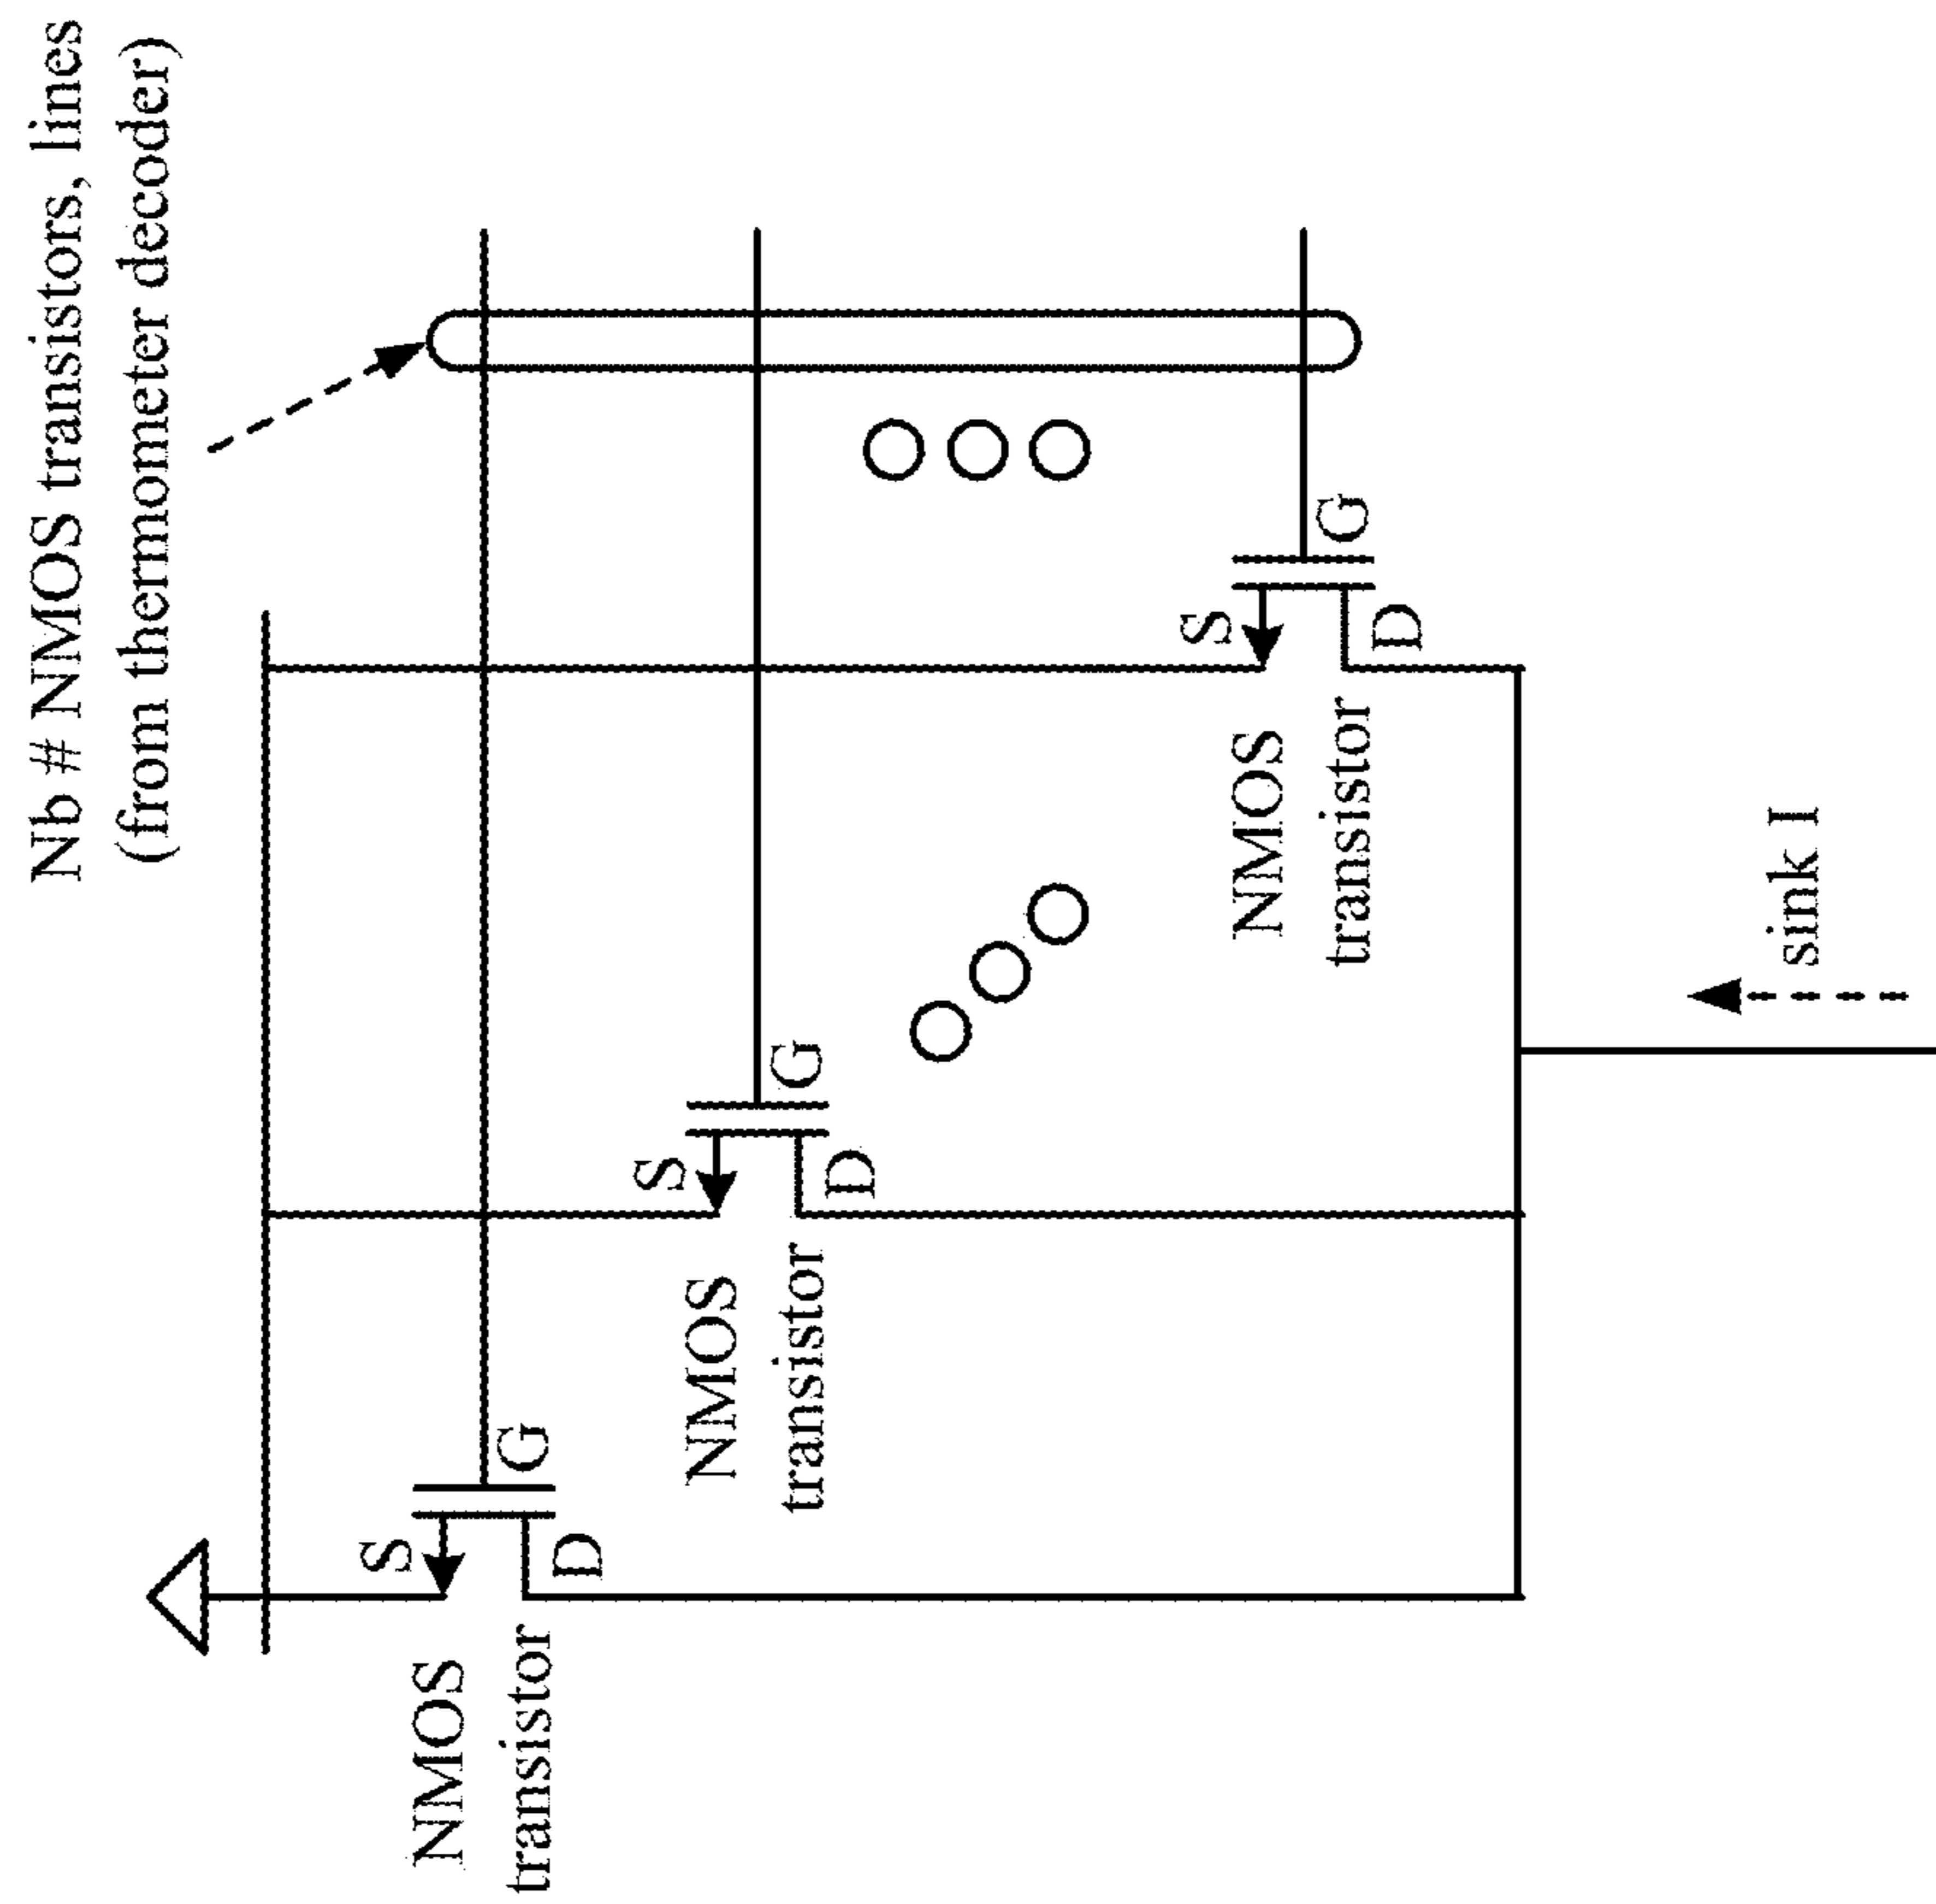 Nb # NMOS transistors, lines
(from thermometer decoder)
S
G
D
NMOS
transistor
S
G
D
NMOS
transistor
S
G
D
NMOS
transistor
sink I